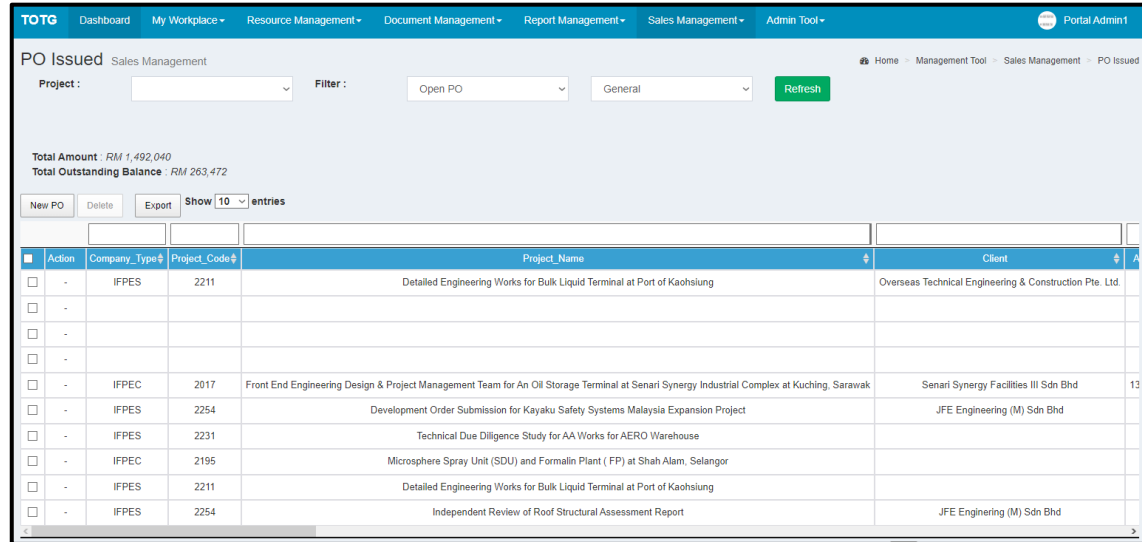 TOTG Dashboard My Workplace Resource Management Document Management Report Management Sales Management Admin Tool Portal Admin1
PO Issued Sales Management Home > Management Tool > Sales Management > PO Issued
Project : Filter : Open PO General Refresh
Total Amount : RM 1,492,040
Total Outstanding Balance : RM 263,472
New PO Delete Export Show 10 entries
Action Company_Type Project_Code Project_Name Client A
- IFPES 2211 Detailed Engineering Works for Bulk Liquid Terminal at Port of Kaohsiung Overseas Technical Engineering & Construction Pte. Ltd.
-
-
-
- IFPEC 2017 Front End Engineering Design & Project Management Team for An Oil Storage Terminal at Senari Synergy Industrial Complex at Kuching, Sarawak Senari Synergy Facilities III Sdn Bhd 13
- IFPES 2254 Development Order Submission for Kayaku Safety Systems Malaysia Expansion Project JFE Engineering (M) Sdn Bhd
- IFPES 2231 Technical Due Diligence Study for AA Works for AERO Warehouse
- IFPEC 2195 Microsphere Spray Unit (SDU) and Formalin Plant ( FP) at Shah Alam, Selangor
- IFPES 2211 Detailed Engineering Works for Bulk Liquid Terminal at Port of Kaohsiung
- IFPES 2254 Independent Review of Roof Structural Assessment Report JFE Enginering (M) Sdn Bhd